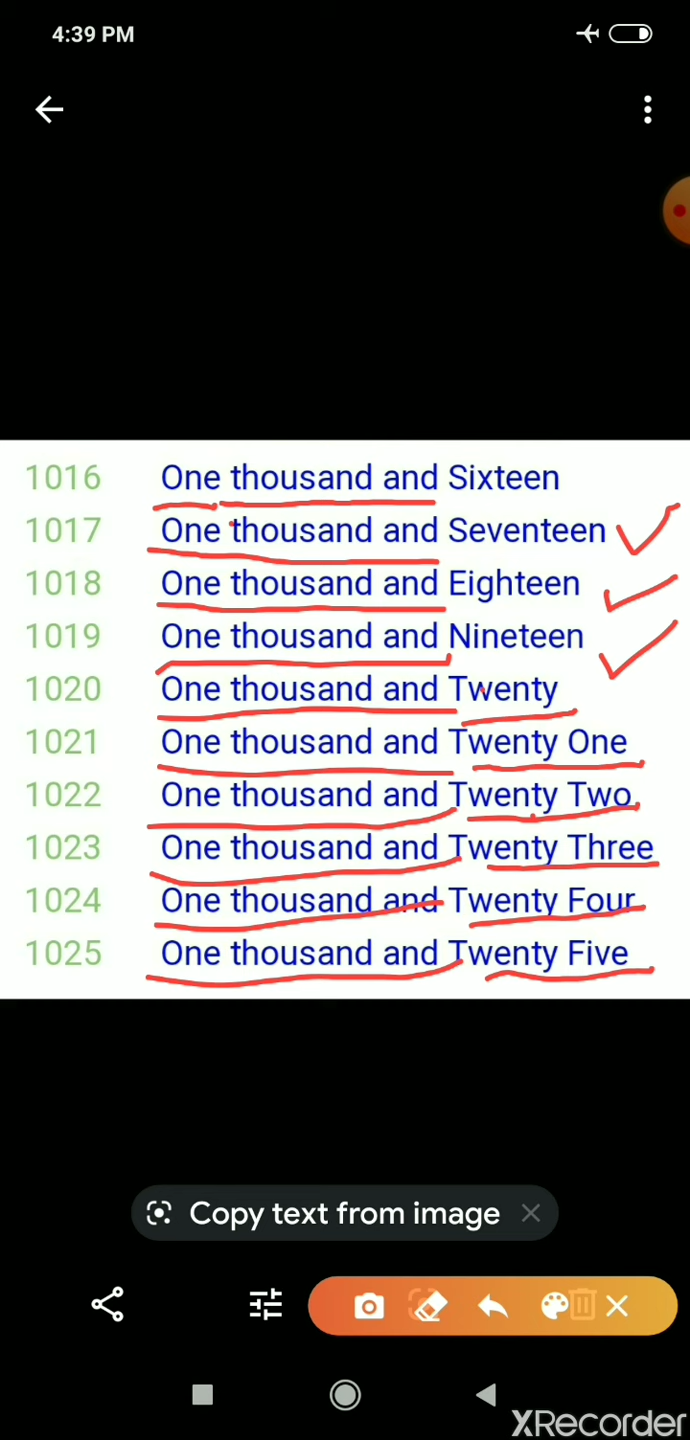 4:39 PM
1016 One thousand and Sixteen
1017 One thousand and Seventeen
1018 One thousand and Eighteen
1019 One thousand and Nineteen
1020 One thousand and Twenty
1021 One thousand and Twenty One
1022 One thousand and Twenty Two
1023 One thousand and Twenty Three
1024 One thousand and Twenty Four
1025 One thousand and Twenty Five
Copy text from image
XRecorder